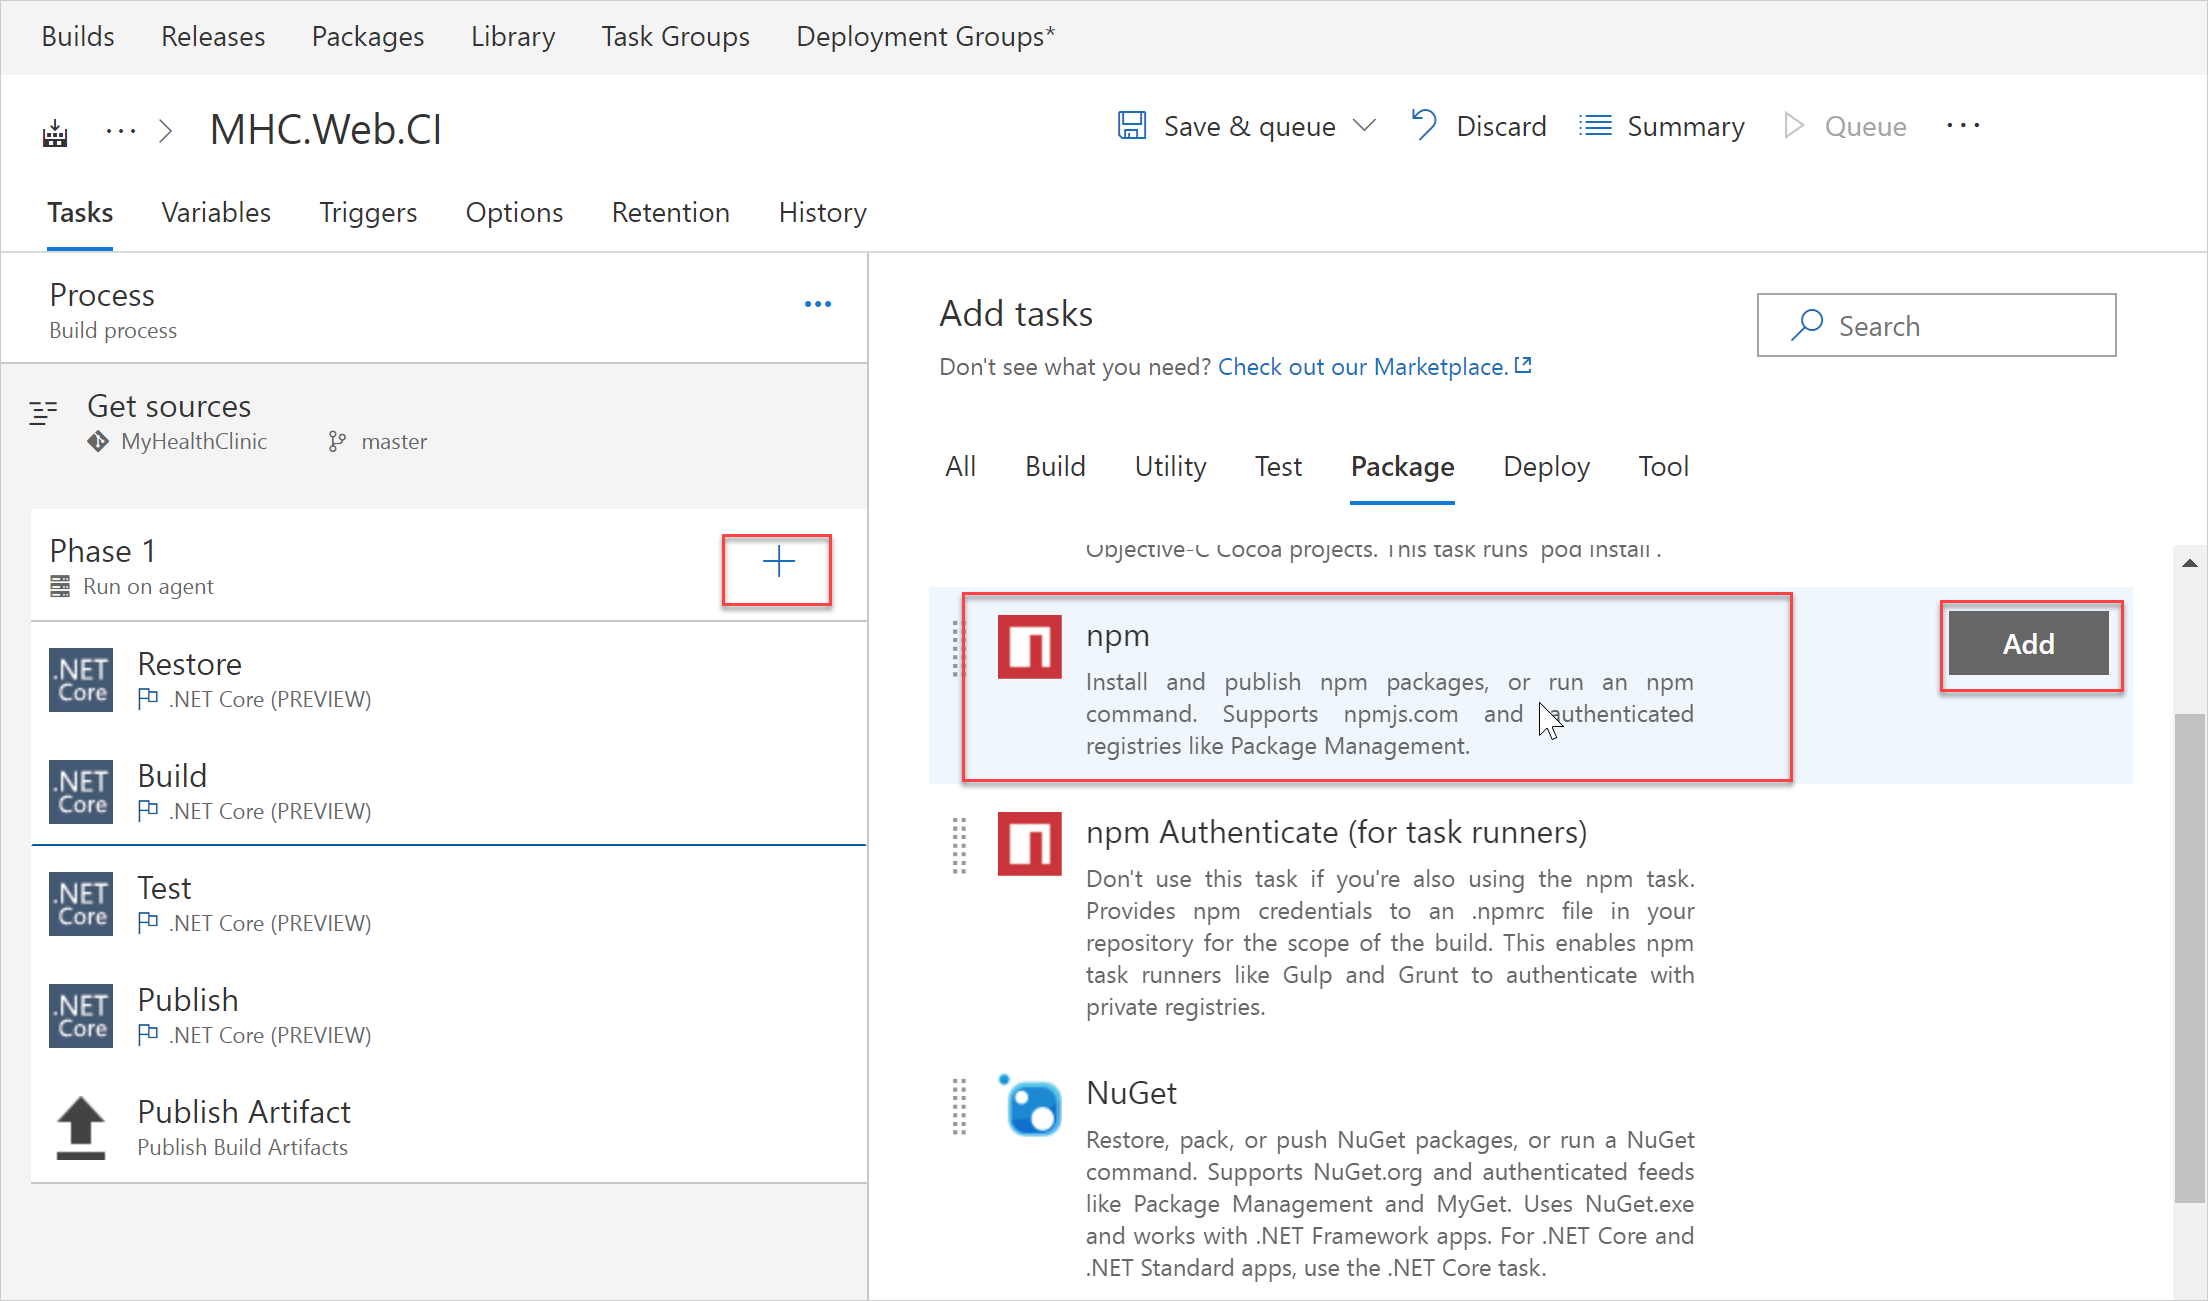 Builds Releases Packages Library Task Groups Deployment Groups*
··· MHC.Web.CI
Save & queue Discard Summary Queue ···
Tasks Variables Triggers Options Retention History
Process
Build process
Get sources
MyHealthClinic master
Phase 1
Run on agent
.NET Core
Restore
.NET Core (PREVIEW)
.NET Core
Build
.NET Core (PREVIEW)
.NET Core
Test
.NET Core (PREVIEW)
.NET Core
Publish
.NET Core (PREVIEW)
Publish Artifact
Publish Build Artifacts
Add tasks
Search
Don't see what you need? Check out our Marketplace.
All Build Utility Test Package Deploy Tool
Objective-C Cocoa projects. This task runs 'pod install'.
npm
Add
Install and publish npm packages, or run an npm
command. Supports npmjs.com and authenticated
registries like Package Management.
npm Authenticate (for task runners)
Don't use this task if you're also using the npm task.
Provides npm credentials to an .npmrc file in your
repository for the scope of the build. This enables npm
task runners like Gulp and Grunt to authenticate with
private registries.
NuGet
Restore, pack, or push NuGet packages, or run a NuGet
command. Supports NuGet.org and authenticated feeds
like Package Management and MyGet. Uses NuGet.exe
and works with .NET Framework apps. For .NET Core and
.NET Standard apps, use the .NET Core task.